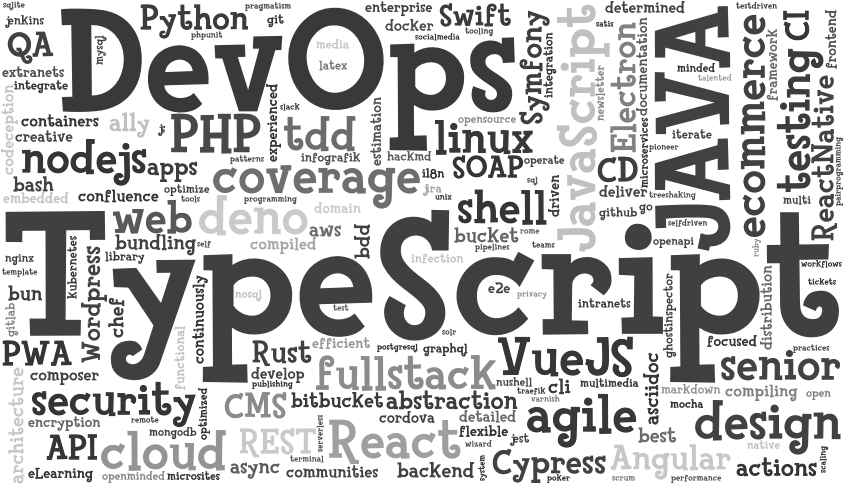 sqlite
jenkins
QA
extranets
integrate
mysql
DevOps
Python
phpunit
pragmatism
git
media
latex
enterprise
docker
socialmedia
Swift
tooling
Symfony
integration
determined
satis
JavaScript
newsletter
Electron
documentation
JAVA
minded
talented
testdriven
ecommerce
framework
testing
CI
ReactNative
frontend
pairprogramming
codeception
containers
creative
ally
js
PHP
experienced
slack
tdd
infografik
patterns
estimation
hackmd
linux
opensource
SOAP
operate
CD
microservices
pioneer
iterate
treeshaking
deliver
github
go
multi
nodejs
apps
bash
embedded
confluence
optimize
tools
coverage
programming
i18n
jra
unix
sql
driven
shell
web
deno
domain
aws
bdd
bundling
self
compiled
bucket
pipelines
rome
teams
selfdriven
openapi
ruby
workflows
tickets
TypeScript
nginx
template
kubernetes
Wordpress
library
chef
continuously
nosql
test
infection
e2e
privacy
intranets
ghostinspector
distribution
bun
gitlab
PWA
composer
functional
Rust
develop
publishing
efficient
postgresql
solr
graphql
fullstack
VueJS
nushell
traefik
varnish
cli
multimedia
asciidoc
focused
practices
senior
markdown
compiling
open
mocha
architecture
security
encryption
remote
mongodb
optimized
CMS
bitbucket
abstraction
cordova
detailed
flexible
wizard
jest
agile
best
design
native
API
cloud
eLearning
openminded
microsites
REST
serverless
terminal
async
React
communities
backend
system
Cypress
poker
Angular
scrum
performance
actions
scaling